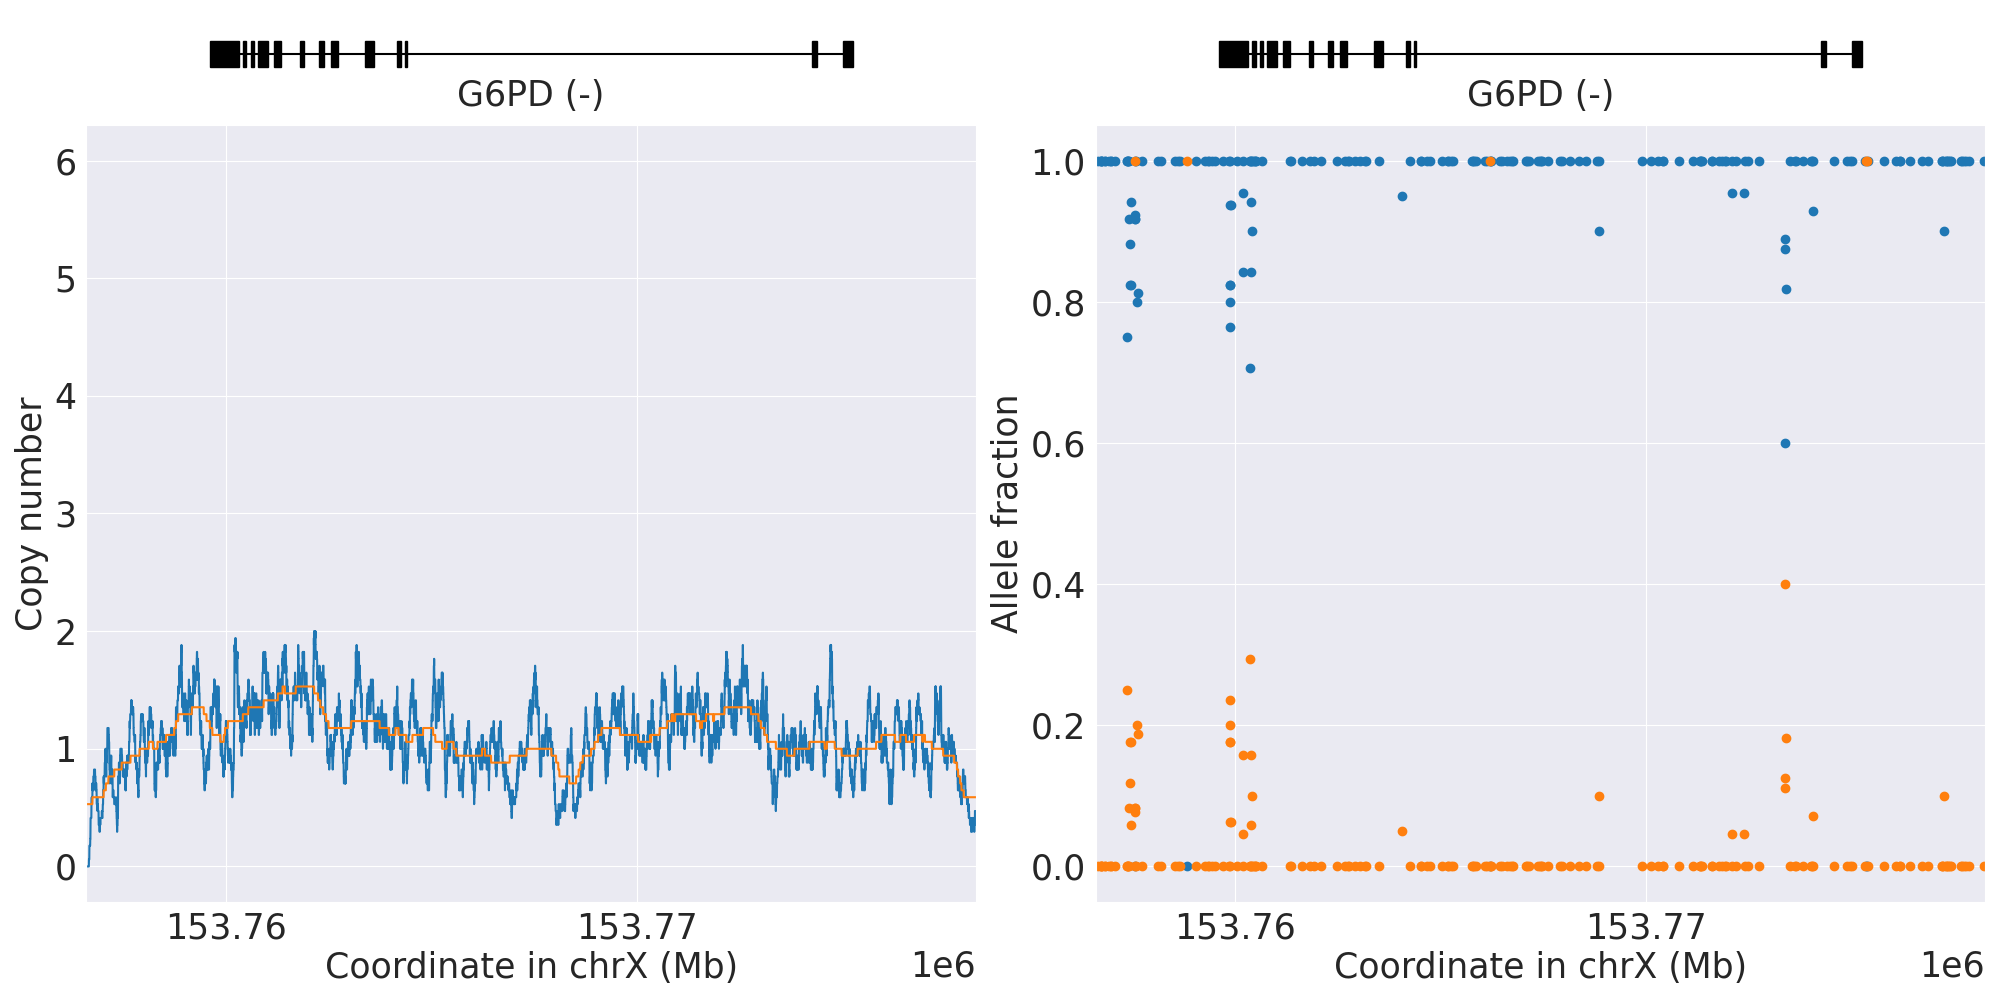 G6PD (-)
6
5
4
3
2
1
0
Copy number
153.76
153.77
Coordinate in chrX (Mb)
1e6
G6PD (-)
1.0
0.8
0.6
0.4
0.2
0.0
Allele fraction
153.76
153.77
Coordinate in chrX (Mb)
1e6